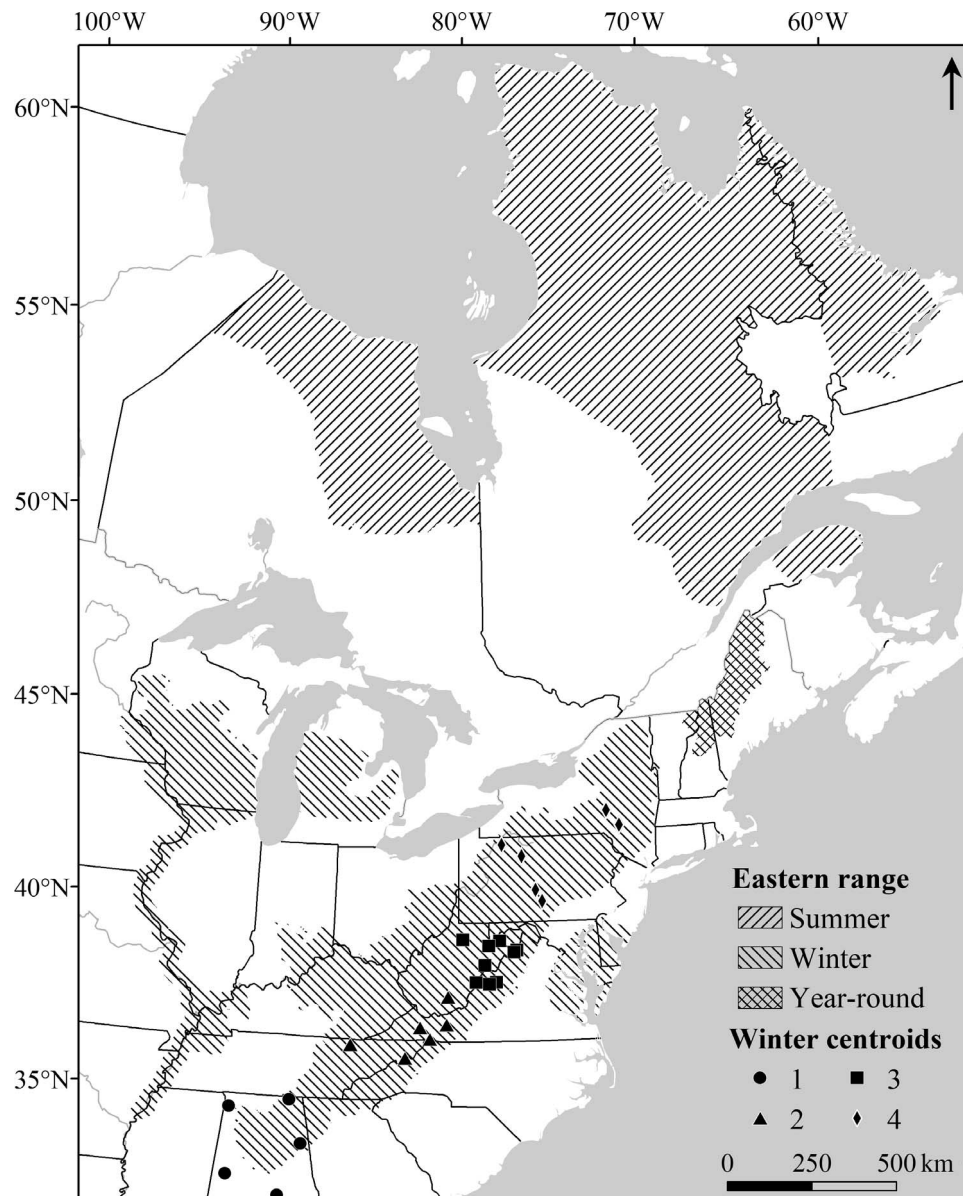 100°W 90°W 80°W 70°W 60°W
60°N
55°N
50°N
45°N
40°N
35°N
Eastern range
Summer
Winter
Year-round
Winter centroids
1 3
2 4
0 250 500 km